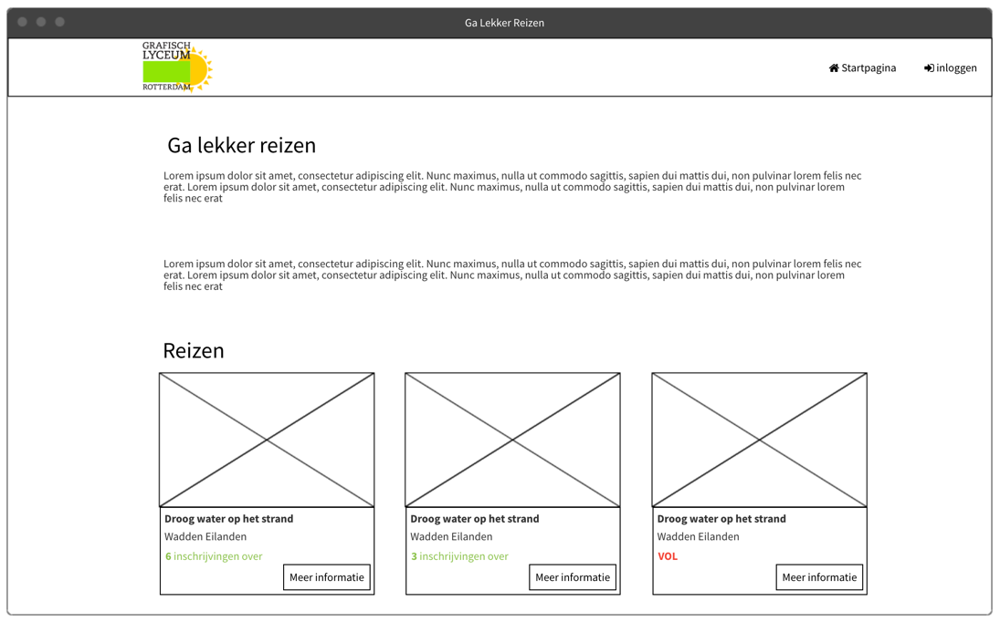 Ga Lekker Reizen
GRAFISCH
LYCEUM
ROTTERDAM
Startpagina
inloggen
Ga lekker reizen
Lorem ipsum dolor sit amet, consectetur adipiscing elit. Nunc maximus, nulla ut commodo sagittis, sapien dui mattis dui, non pulvinar lorem felis nec
erat. Lorem ipsum dolor sit amet, consectetur adipiscing elit. Nunc maximus, nulla ut commodo sagittis, sapien dui mattis dui, non pulvinar lorem
felis nec erat
Lorem ipsum dolor sit amet, consectetur adipiscing elit. Nunc maximus, nulla ut commodo sagittis, sapien dui mattis dui, non pulvinar lorem felis nec
erat. Lorem ipsum dolor sit amet, consectetur adipiscing elit. Nunc maximus, nulla ut commodo sagittis, sapien dui mattis dui, non pulvinar lorem
felis nec erat
Reizen
Droog water op het strand
Wadden Eilanden
6 inschrijvingen over
Meer informatie
Droog water op het strand
Wadden Eilanden
3 inschrijvingen over
Meer informatie
Droog water op het strand
Wadden Eilanden
VOL
Meer informatie